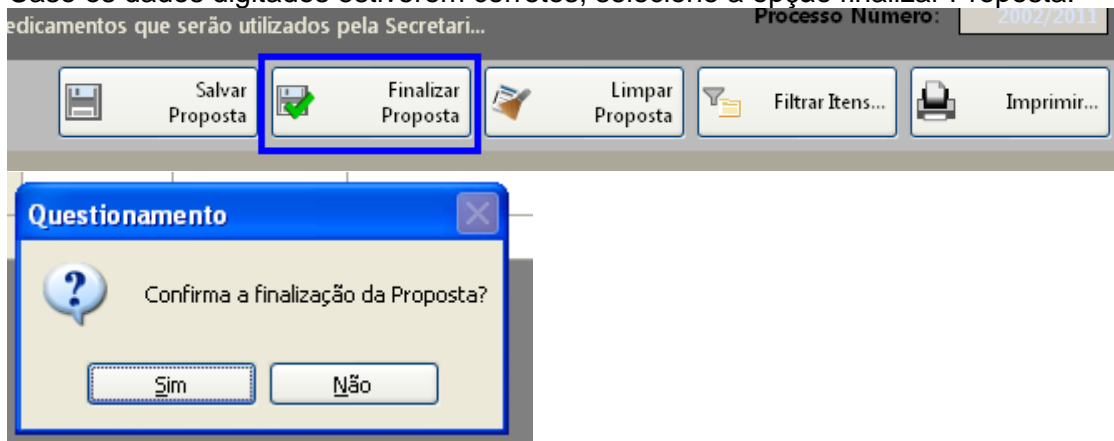 Caso os dados digitados estiverem corretos, selecione a opção finalizar Proposta.
edicamentos que serão utilizados pela Secretari...
Processo Número: 2002/2011
Salvar
Proposta
Finalizar
Proposta
Limpar
Proposta
Filtrar Itens...
Imprimir...
Questionamento
Confirma a finalização da Proposta?
Sim
Não